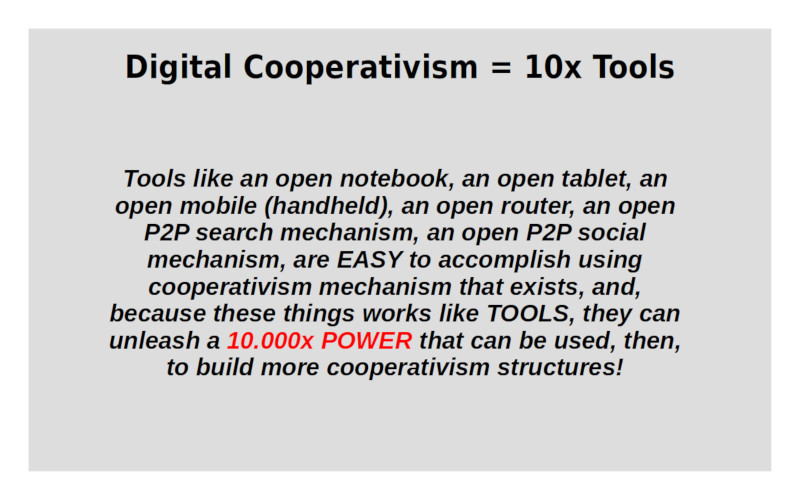 Digital Cooperativism = 10x Tools
Tools like an open notebook, an open tablet, an
open mobile (handheld), an open router, an open
P2P search mechanism, an open P2P social
mechanism, are EASY to accomplish using
cooperativism mechanism that exists, and,
because these things works like TOOLS, they can
unleash a 10.000x POWER that can be used, then,
to build more cooperativism structures!